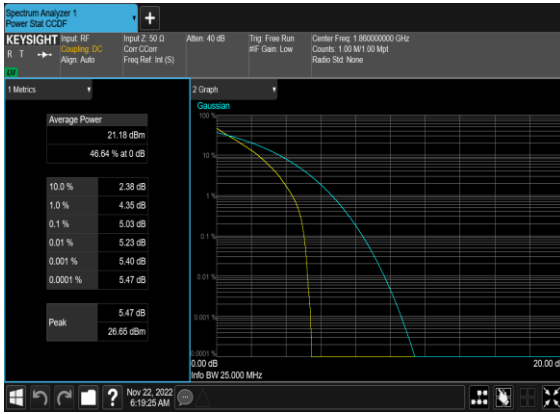 Spectrum Analyzer 1
Power Stat CCDF
KEYSIGHT
R T
Input: RF
Coupling: DC
Align: Auto
Input Z: 50 Ω
Corr CCorr
Freq Ref: Int (S)
Atten: 40 dB
Trig: Free Run
#IF Gain: Low
Center Freq: 1.860000000 GHz
Counts: 1.00 M/1.00 Mpt
Radio Std: None
1 Metrics
Average Power
21.18 dBm
46.64 % at 0 dB
10.0 % 2.38 dB
1.0 % 4.35 dB
0.1 % 5.03 dB
0.01 % 5.23 dB
0.001 % 5.40 dB
0.0001 % 5.47 dB
Peak
5.47 dB
26.65 dBm
2 Graph
Gaussian
100 %
10 %
1 %
0.1 %
0.01 %
0.001 %
0.0001 %
0.00 dB
20.00 d
Info BW 25.000 MHz
?
Nov 22, 2022
6:19:25 AM